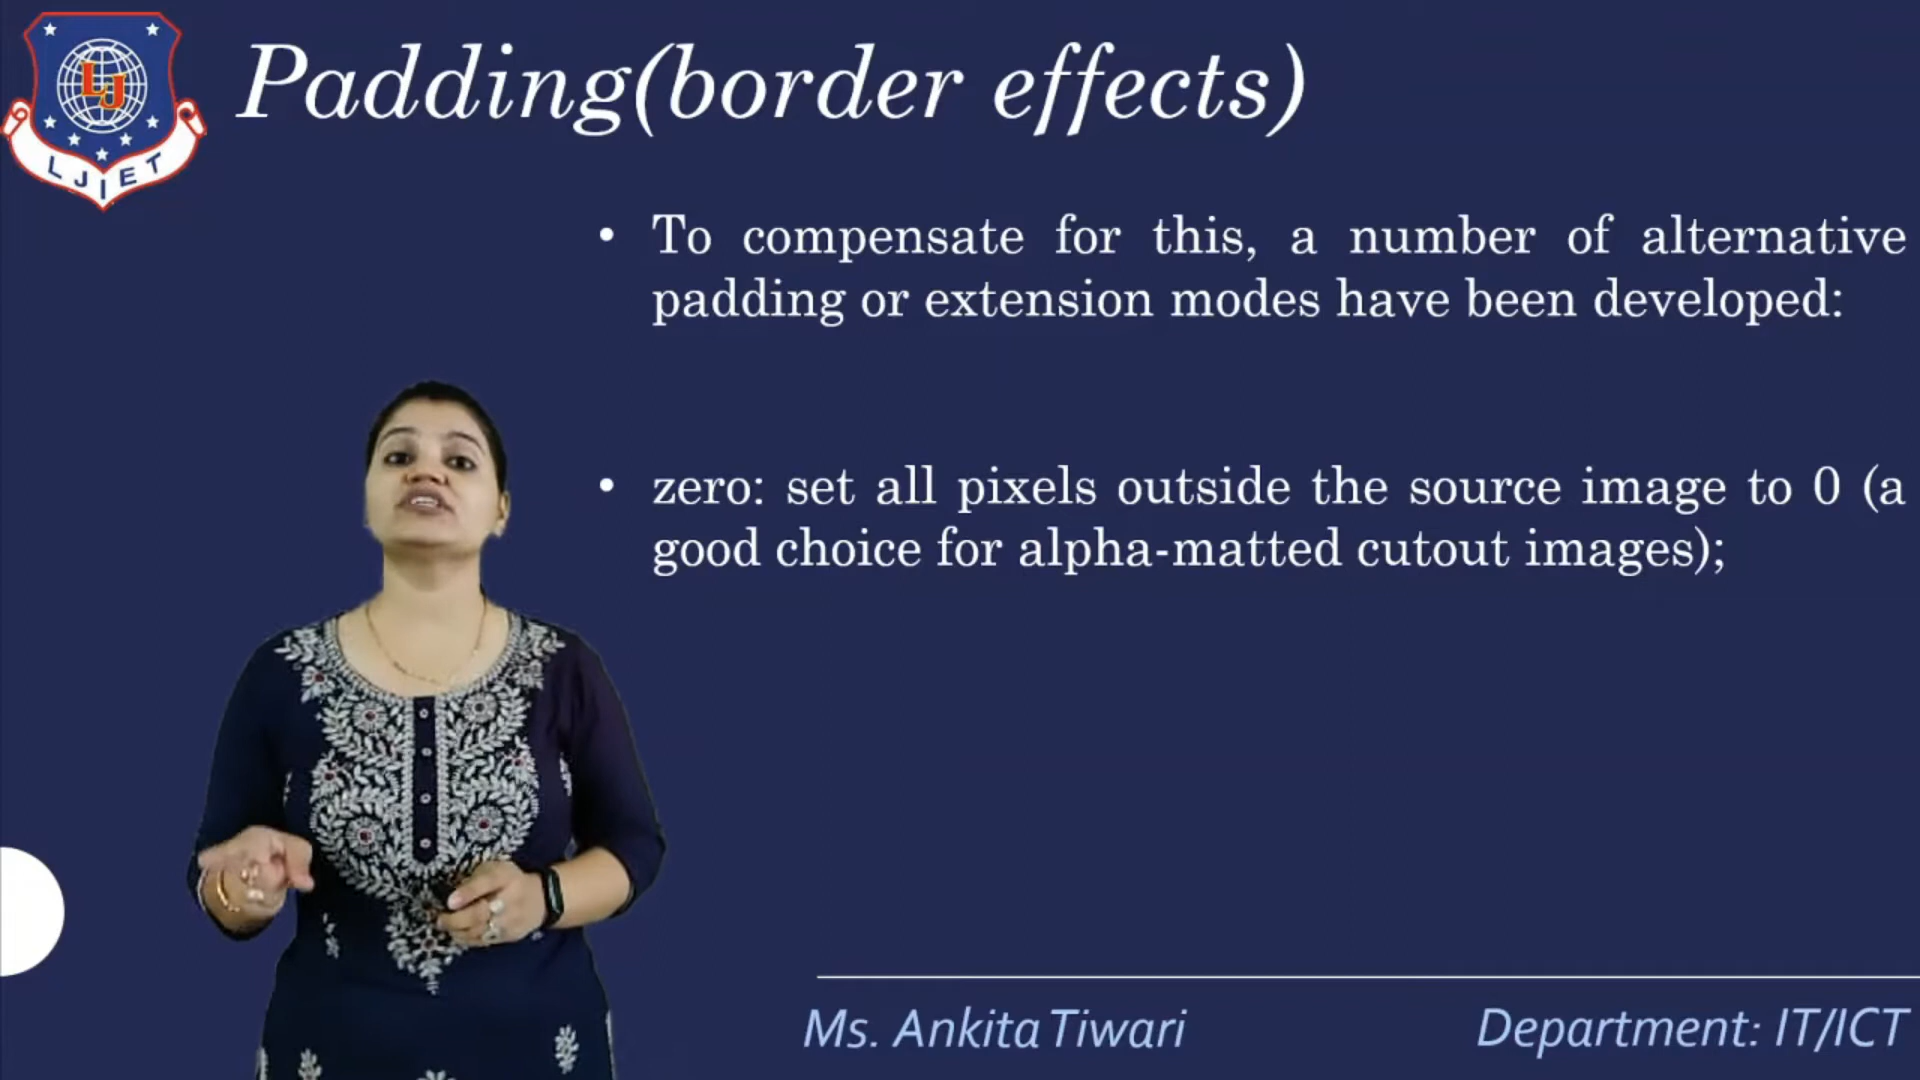 LJ
LJIET
Padding(border effects)
• To compensate for this, a number of alternative
padding or extension modes have been developed:
• zero: set all pixels outside the source image to 0 (a
good choice for alpha-matted cutout images);
Ms. Ankita Tiwari
Department: IT/ICT